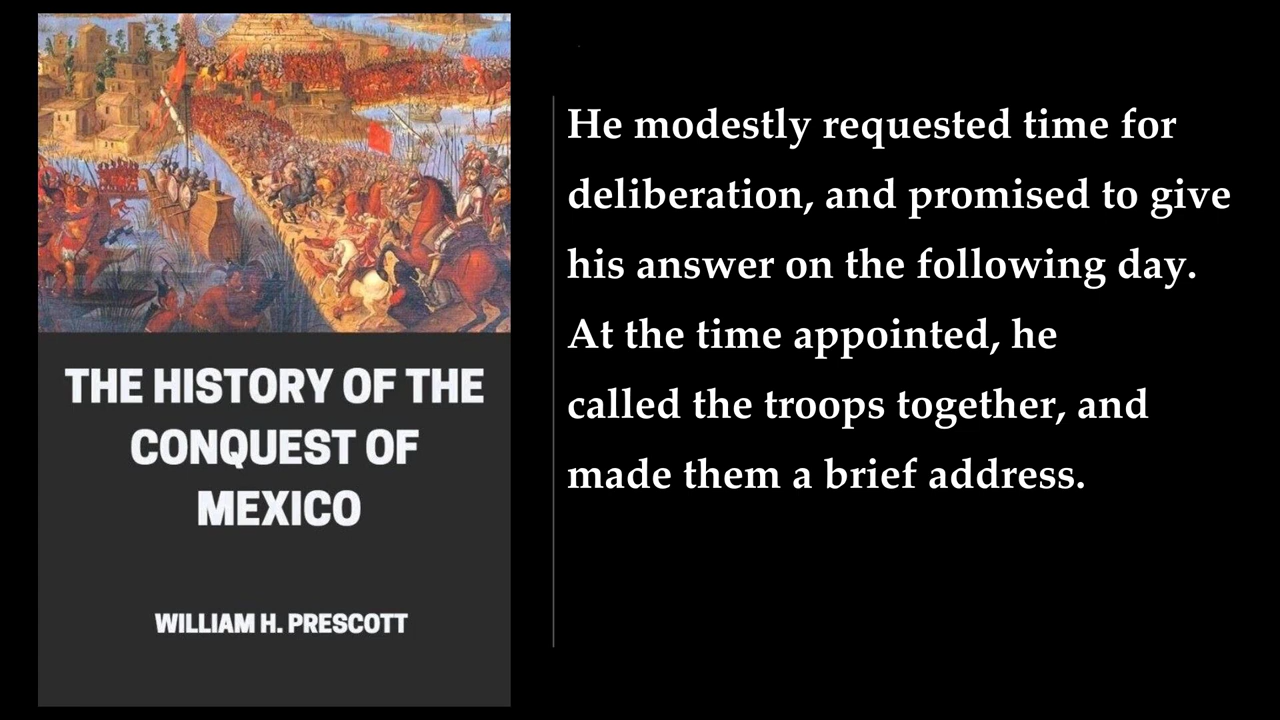 THE HISTORY OF THE
CONQUEST OF
MEXICO
WILLIAM H. PRESCOTT
He modestly requested time for
deliberation, and promised to give
his answer on the following day.
At the time appointed, he
called the troops together, and
made them a brief address.